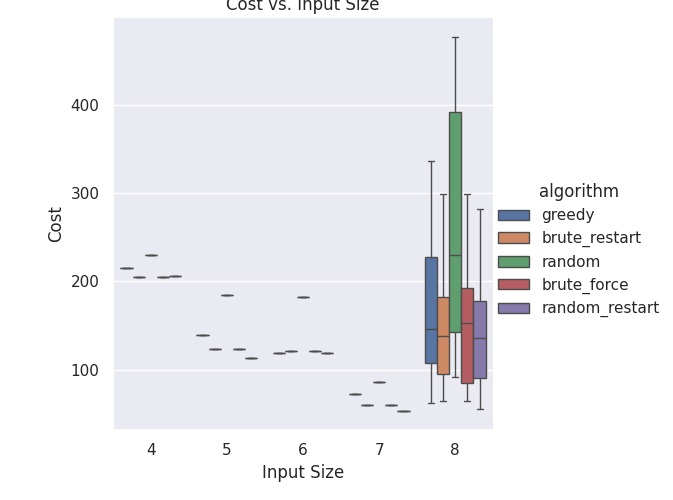 Cost vs. Input Size
Cost
400
300
200
100
4 5 6 7 8
Input Size
algorithm
greedy
brute_restart
random
brute_force
random_restart